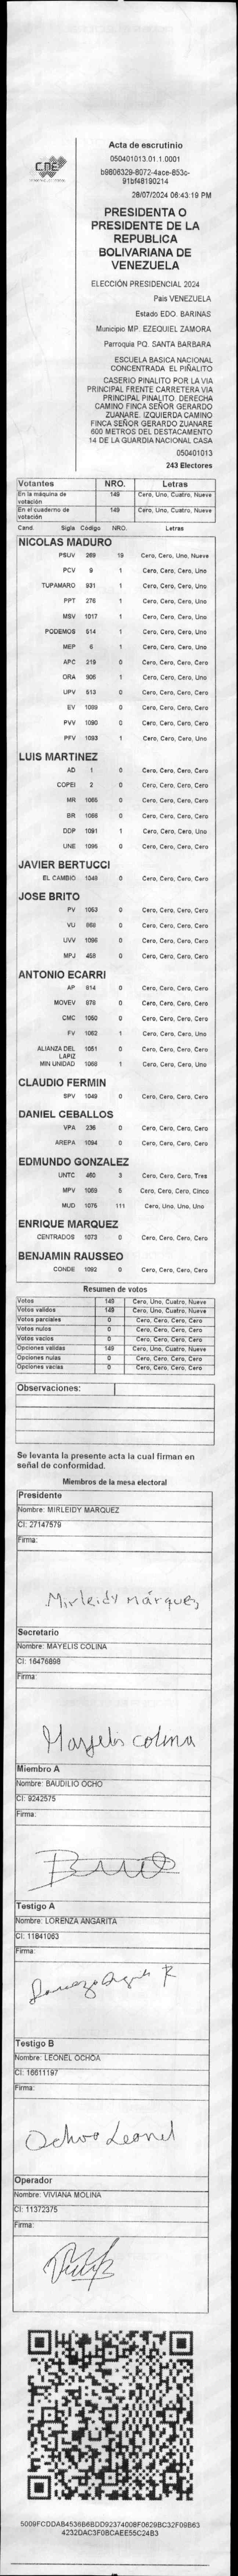 CNE
Acta de escrutinio
050401013.01.1.0001
b9806329-8072-4ace-853c-
91bf48190214
28/07/2024 06:43:19 PM
PRESIDENTA O
PRESIDENTE DE LA
REPUBLICA
BOLIVARIANA DE
VENEZUELA
ELECCIÓN PRESIDENCIAL 2024
País VENEZUELA
Estado EDO. BARINAS
Municipio MP. EZEQUIEL ZAMORA
Parroquia PQ. SANTA BARBARA
ESCUELA BASICA NACIONAL
CONCENTRADA EL PIÑALITO
CASERIO PINALITO POR LA VIA
PRINCIPAL FRENTE CARRETERA VIA
PRINCIPAL PINALITO. DERECHA
CAMINO FINCA SEÑOR GERARDO
ZUANARE. IZQUIERDA CAMINO
FINCA SEÑOR GERARDO ZUANARE
600 METROS DEL DESTACAMENTO
14 DE LA GUARDIA NACIONAL CASA
050401013
243 Electores
Votantes NRO. Letras
En la máquina de votación 149 Cero, Uno, Cuatro, Nueve
En el cuaderno de votación 149 Cero, Uno, Cuatro, Nueve
Cand. Sigla Código NRO. Letras
NICOLAS MADURO
PSUV 269 19 Cero, Cero, Uno, Nueve
PCV 9 1 Cero, Cero, Cero, Uno
TUPAMARO 931 1 Cero, Cero, Cero, Uno
PPT 276 1 Cero, Cero, Cero, Uno
MSV 1017 1 Cero, Cero, Cero, Uno
PODEMOS 514 1 Cero, Cero, Cero, Uno
MEP 6 1 Cero, Cero, Cero, Uno
APC 219 0 Cero, Cero, Cero, Cero
ORA 906 1 Cero, Cero, Cero, Uno
UPV 513 0 Cero, Cero, Cero, Cero
EV 1089 0 Cero, Cero, Cero, Cero
PVV 1090 0 Cero, Cero, Cero, Cero
PFV 1093 1 Cero, Cero, Cero, Uno
LUIS MARTINEZ
AD 1 0 Cero, Cero, Cero, Cero
COPEI 2 0 Cero, Cero, Cero, Cero
MR 1065 0 Cero, Cero, Cero, Cero
BR 1066 0 Cero, Cero, Cero, Cero
DDP 1091 1 Cero, Cero, Cero, Uno
UNE 1095 0 Cero, Cero, Cero, Cero
JAVIER BERTUCCI
EL CAMBIO 1048 0 Cero, Cero, Cero, Cero
JOSE BRITO
PV 1053 0 Cero, Cero, Cero, Cero
VU 869 0 Cero, Cero, Cero, Cero
UVV 1096 0 Cero, Cero, Cero, Cero
MPJ 458 0 Cero, Cero, Cero, Cero
ANTONIO ECARRI
AP 814 0 Cero, Cero, Cero, Cero
MOVEV 878 0 Cero, Cero, Cero, Cero
CMC 1050 0 Cero, Cero, Cero, Cero
FV 1062 1 Cero, Cero, Cero, Uno
ALIANZA DEL LAPIZ 1051 0 Cero, Cero, Cero, Cero
MIN UNIDAD 1068 1 Cero, Cero, Cero, Uno
CLAUDIO FERMIN
SPV 1049 0 Cero, Cero, Cero, Cero
DANIEL CEBALLOS
VPA 236 0 Cero, Cero, Cero, Cero
AREPA 1094 0 Cero, Cero, Cero, Cero
EDMUNDO GONZALEZ
UNTC 460 3 Cero, Cero, Cero, Tres
MPV 1069 5 Cero, Cero, Cero, Cinco
MUD 1075 111 Cero, Uno, Uno, Uno
ENRIQUE MARQUEZ
CENTRADOS 1073 0 Cero, Cero, Cero, Cero
BENJAMIN RAUSSEO
CONDE 1092 0 Cero, Cero, Cero, Cero
Resumen de votos
Votos 149 Cero, Uno, Cuatro, Nueve
Votos validos 149 Cero, Uno, Cuatro, Nueve
Votos parciales 0 Cero, Cero, Cero, Cero
Votos nulos 0 Cero, Cero, Cero, Cero
Votos vacios 0 Cero, Cero, Cero, Cero
Opciones validas 149 Cero, Uno, Cuatro, Nueve
Opciones nulas 0 Cero, Cero, Cero, Cero
Opciones vacias 0 Cero, Cero, Cero, Cero
Observaciones:
Se levanta la presente acta la cual firman en
señal de conformidad.
Miembros de la mesa electoral
Presidente
Nombre: MIRLEIDY MARQUEZ
CI: 27147579
Firma:
Mirleidy Márquez
Secretario
Nombre: MAYELIS COLINA
CI: 16476898
Firma:
Mayelis colina
Miembro A
Nombre: BAUDILIO OCHO
CI: 9242575
Firma:
Testigo A
Nombre: LORENZA ANGARITA
CI: 11841063
Firma:
Testigo B
Nombre: LEONEL OCHOA
CI: 16611197
Firma:
Ochoa Leonel
Operador
Nombre: VIVIANA MOLINA
CI: 11372375
Firma:
5009FCDDAB4536B6BDD92374008F0629BC32F09B63
4232DAC3F0BCAEE55C24B3